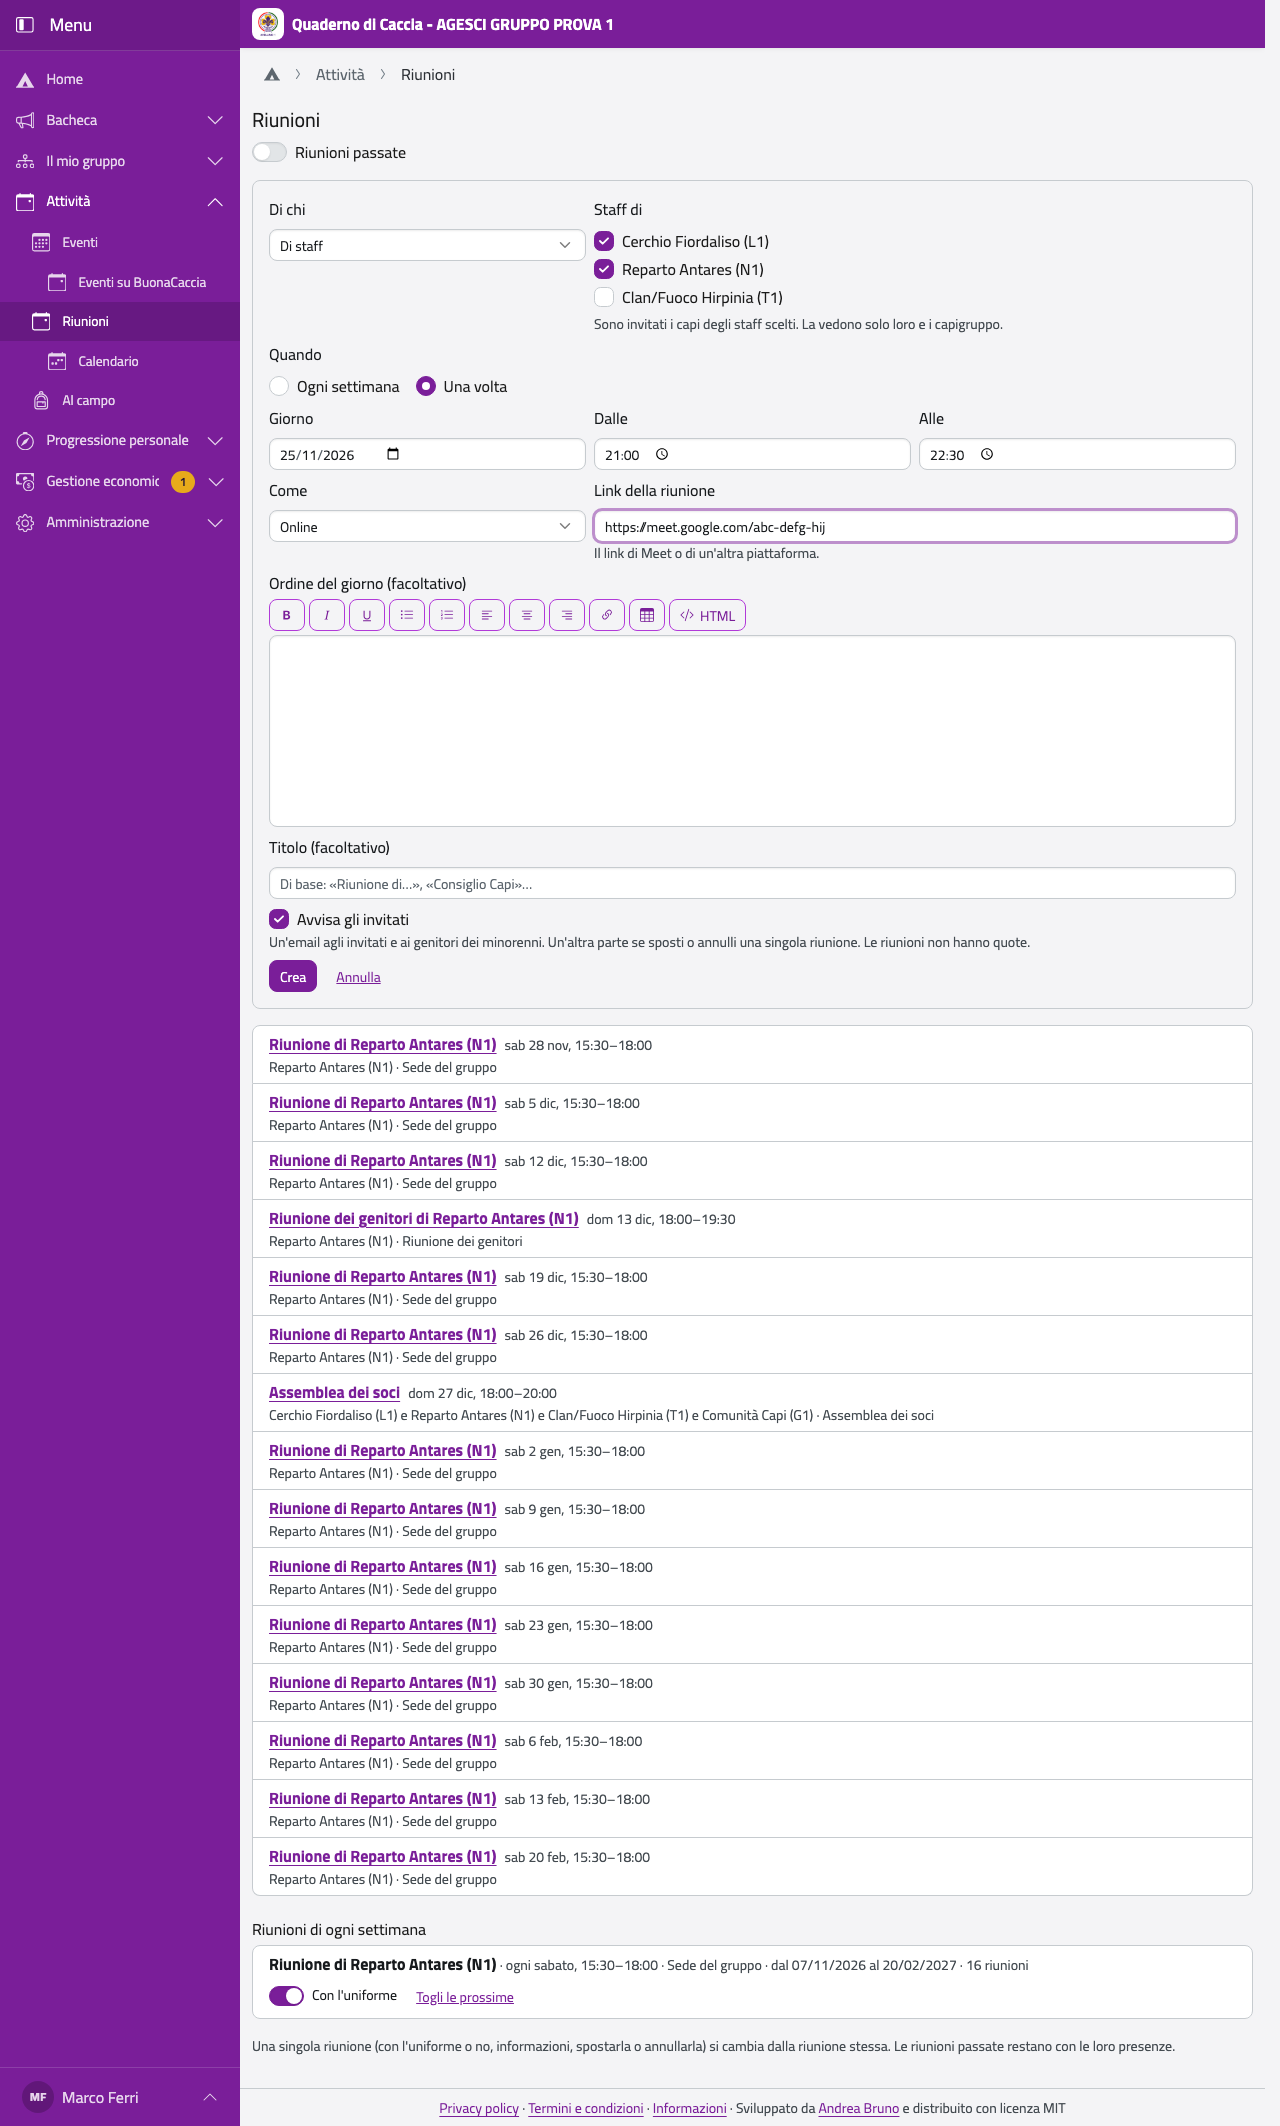 Menu
Home
Bacheca
Il mio gruppo
Attività
Eventi
Eventi su BuonaCaccia
Riunioni
Calendario
Al campo
Progressione personale
Gestione economic
1
Amministrazione
MF Marco Ferri
Quaderno di Caccia - AGESCI GRUPPO PROVA 1
Attività
Riunioni
Riunioni
Riunioni passate
Di chi
Di staff
Staff di
Cerchio Fiordaliso (L1)
Reparto Antares (N1)
Clan/Fuoco Hirpinia (T1)
Sono invitati i capi degli staff scelti. La vedono solo loro e i capigruppo.
Quando
Ogni settimana
Una volta
Giorno
25/11/2026
Dalle
21:00
Alle
22:30
Come
Online
Link della riunione
https://meet.google.com/abc-defg-hij
Il link di Meet o di un'altra piattaforma.
Ordine del giorno (facoltativo)
B I U HTML
Titolo (facoltativo)
Di base: «Riunione di...», «Consiglio Capi»...
Avvisa gli invitati
Un'email agli invitati e ai genitori dei minorenni. Un'altra parte se sposti o annulli una singola riunione. Le riunioni non hanno quote.
Crea
Annulla
Riunione di Reparto Antares (N1) sab 28 nov, 15:30–18:00
Reparto Antares (N1) · Sede del gruppo
Riunione di Reparto Antares (N1) sab 5 dic, 15:30–18:00
Reparto Antares (N1) · Sede del gruppo
Riunione di Reparto Antares (N1) sab 12 dic, 15:30–18:00
Reparto Antares (N1) · Sede del gruppo
Riunione dei genitori di Reparto Antares (N1) dom 13 dic, 18:00–19:30
Reparto Antares (N1) · Riunione dei genitori
Riunione di Reparto Antares (N1) sab 19 dic, 15:30–18:00
Reparto Antares (N1) · Sede del gruppo
Riunione di Reparto Antares (N1) sab 26 dic, 15:30–18:00
Reparto Antares (N1) · Sede del gruppo
Assemblea dei soci dom 27 dic, 18:00–20:00
Cerchio Fiordaliso (L1) e Reparto Antares (N1) e Clan/Fuoco Hirpinia (T1) e Comunità Capi (G1) · Assemblea dei soci
Riunione di Reparto Antares (N1) sab 2 gen, 15:30–18:00
Reparto Antares (N1) · Sede del gruppo
Riunione di Reparto Antares (N1) sab 9 gen, 15:30–18:00
Reparto Antares (N1) · Sede del gruppo
Riunione di Reparto Antares (N1) sab 16 gen, 15:30–18:00
Reparto Antares (N1) · Sede del gruppo
Riunione di Reparto Antares (N1) sab 23 gen, 15:30–18:00
Reparto Antares (N1) · Sede del gruppo
Riunione di Reparto Antares (N1) sab 30 gen, 15:30–18:00
Reparto Antares (N1) · Sede del gruppo
Riunione di Reparto Antares (N1) sab 6 feb, 15:30–18:00
Reparto Antares (N1) · Sede del gruppo
Riunione di Reparto Antares (N1) sab 13 feb, 15:30–18:00
Reparto Antares (N1) · Sede del gruppo
Riunione di Reparto Antares (N1) sab 20 feb, 15:30–18:00
Reparto Antares (N1) · Sede del gruppo
Riunioni di ogni settimana
Riunione di Reparto Antares (N1) · ogni sabato, 15:30–18:00 · Sede del gruppo · dal 07/11/2026 al 20/02/2027 · 16 riunioni
Con l'uniforme
Togli le prossime
Una singola riunione (con l'uniforme o no, informazioni, spostarla o annullarla) si cambia dalla riunione stessa. Le riunioni passate restano con le loro presenze.
Privacy policy · Termini e condizioni · Informazioni · Sviluppato da Andrea Bruno e distribuito con licenza MIT